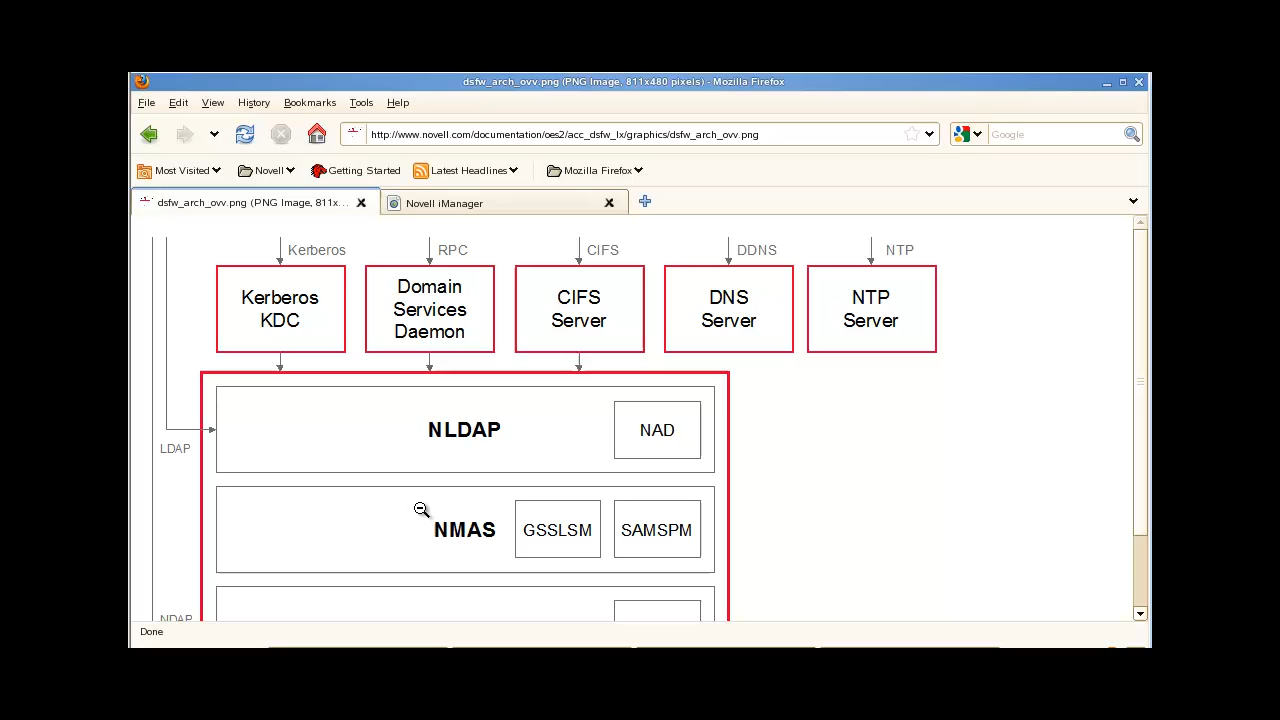 dsfw_arch_ovv.png (PNG Image, 811x480 pixels) - Mozilla Firefox
File Edit View History Bookmarks Tools Help
http://www.novell.com/documentation/oes2/acc_dsfw_lx/graphics/dsfw_arch_ovv.png
Google
Most Visited Novell Getting Started Latest Headlines Mozilla Firefox
dsfw_arch_ovv.png (PNG Image, 811x... Novell iManager
Kerberos RPC CIFS DDNS NTP
Kerberos
KDC
Domain
Services
Daemon
CIFS
Server
DNS
Server
NTP
Server
NLDAP NAD
LDAP
NMAS GSSLSM SAMSPM
NDAP
Done